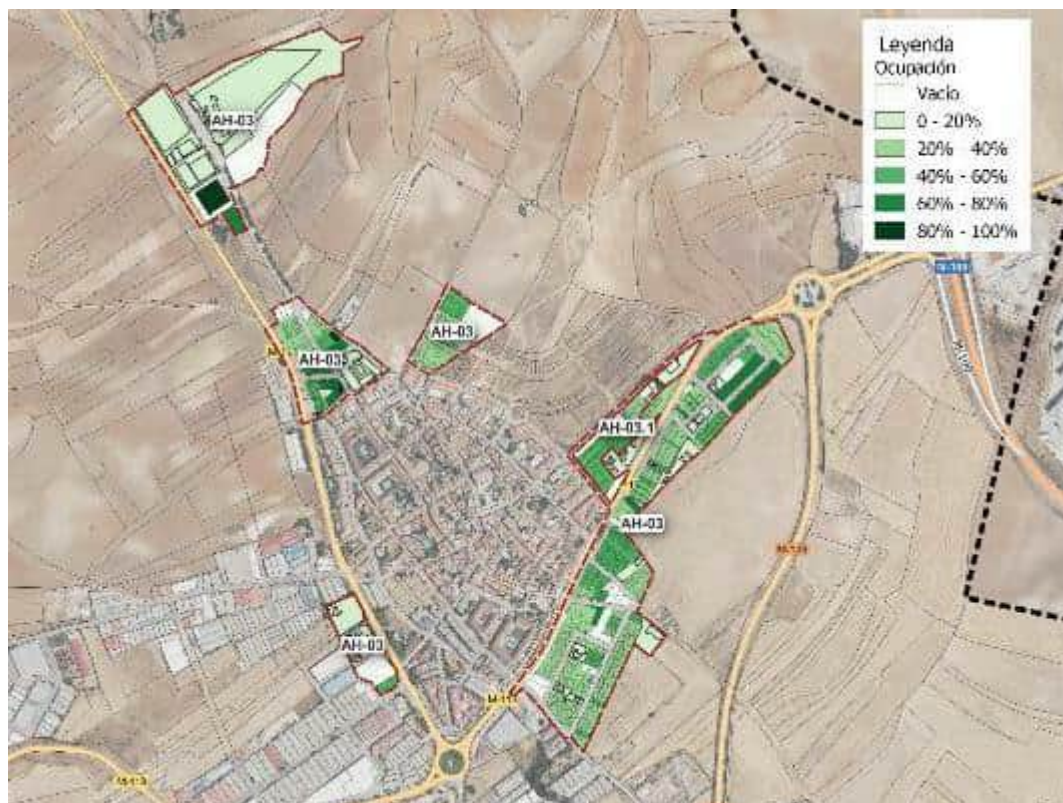 Leyenda
Ocupación
Vacío
0 - 20%
20% - 40%
40% - 60%
60% - 80%
80% - 100%
AH-03
AH-03
AH-03
AH-03.1
AH-03
AH-03
M-111
M-113